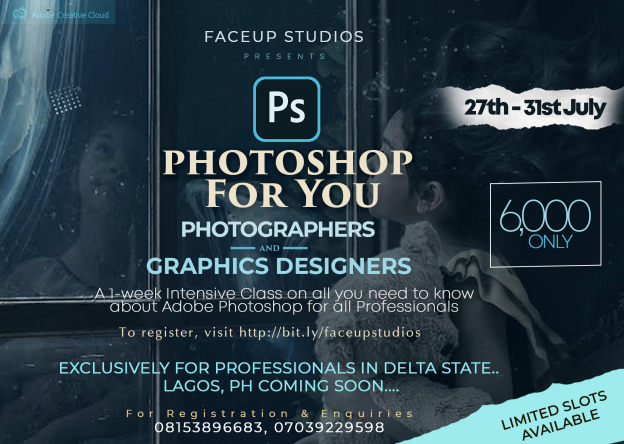 Adobe Creative Cloud
FACEUP STUDIOS
PRESENTS
Ps
27th - 31st July
PHOTOSHOP
FOR YOU
6,000
ONLY
PHOTOGRAPHERS
AND
GRAPHICS DESIGNERS
A 1-week Intensive Class on all you need to know
about Adobe Photoshop for all Professionals
To register, visit http://bit.ly/faceupstudios
EXCLUSIVELY FOR PROFESSIONALS IN DELTA STATE..
LAGOS, PH COMING SOON....
For Registration & Enquiries
08153896683, 07039229598
LIMITED SLOTS
AVAILABLE